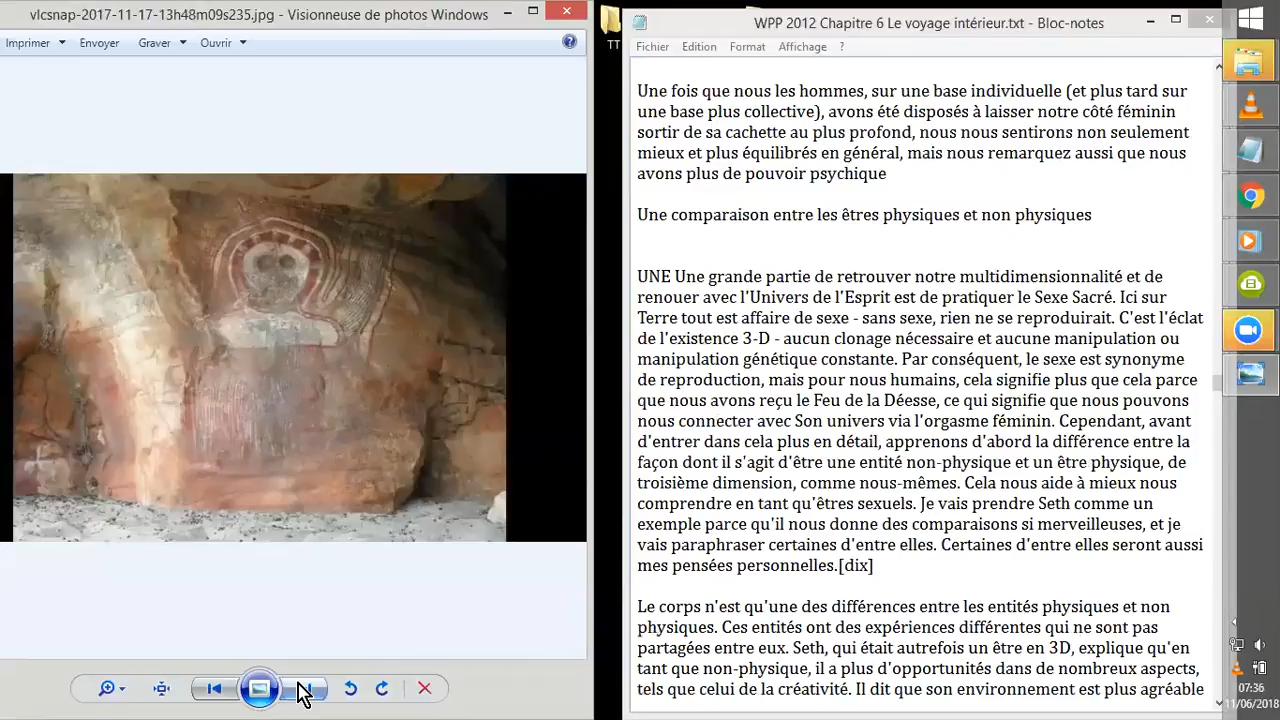 vlcsnap-2017-11-17-13h48m09s235.jpg - Visionneuse de photos Windows
Imprimer
Envoyer
Graver
Ouvrir
TT
WPP 2012 Chapitre 6 Le voyage intérieur.txt - Bloc-notes
Fichier Edition Format Affichage ?
Une fois que nous les hommes, sur une base individuelle (et plus tard sur
une base plus collective), avons été disposés à laisser notre côté féminin
sortir de sa cachette au plus profond, nous nous sentirons non seulement
mieux et plus équilibrés en général, mais nous remarquez aussi que nous
avons plus de pouvoir psychique
Une comparaison entre les êtres physiques et non physiques
UNE Une grande partie de retrouver notre multidimensionnalité et de
renouer avec l'Univers de l'Esprit est de pratiquer le Sexe Sacré. Ici sur
Terre tout est affaire de sexe - sans sexe, rien ne se reproduirait. C'est l'éclat
de l'existence 3-D - aucun clonage nécessaire et aucune manipulation ou
manipulation génétique constante. Par conséquent, le sexe est synonyme
de reproduction, mais pour nous humains, cela signifie plus que cela parce
que nous avons reçu le Feu de la Déesse, ce qui signifie que nous pouvons
nous connecter avec Son univers via l'orgasme féminin. Cependant, avant
d'entrer dans cela plus en détail, apprenons d'abord la différence entre la
façon dont il s'agit d'être une entité non-physique et un être physique, de
troisième dimension, comme nous-mêmes. Cela nous aide à mieux nous
comprendre en tant qu'êtres sexuels. Je vais prendre Seth comme un
exemple parce qu'il nous donne des comparaisons si merveilleuses, et je
vais paraphraser certaines d'entre elles. Certaines d'entre elles seront aussi
mes pensées personnelles.[dix]
Le corps n'est qu'une des différences entre les entités physiques et non
physiques. Ces entités ont des expériences différentes qui ne sont pas
partagées entre eux. Seth, qui était autrefois un être en 3D, explique qu'en
tant que non-physique, il a plus d'opportunités dans de nombreux aspects,
tels que celui de la créativité. Il dit que son environnement est plus agréable
07:36
11/06/2018